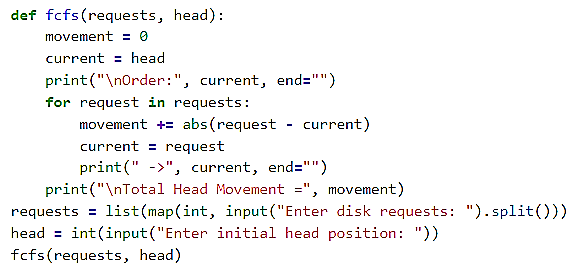 def fcfs(requests, head):
    movement = 0
    current = head
    print("\nOrder:", current, end="")
    for request in requests:
        movement += abs(request - current)
        current = request
        print(" ->", current, end="")
    print("\nTotal Head Movement =", movement)
requests = list(map(int, input("Enter disk requests: ").split()))
head = int(input("Enter initial head position: "))
fcfs(requests, head)